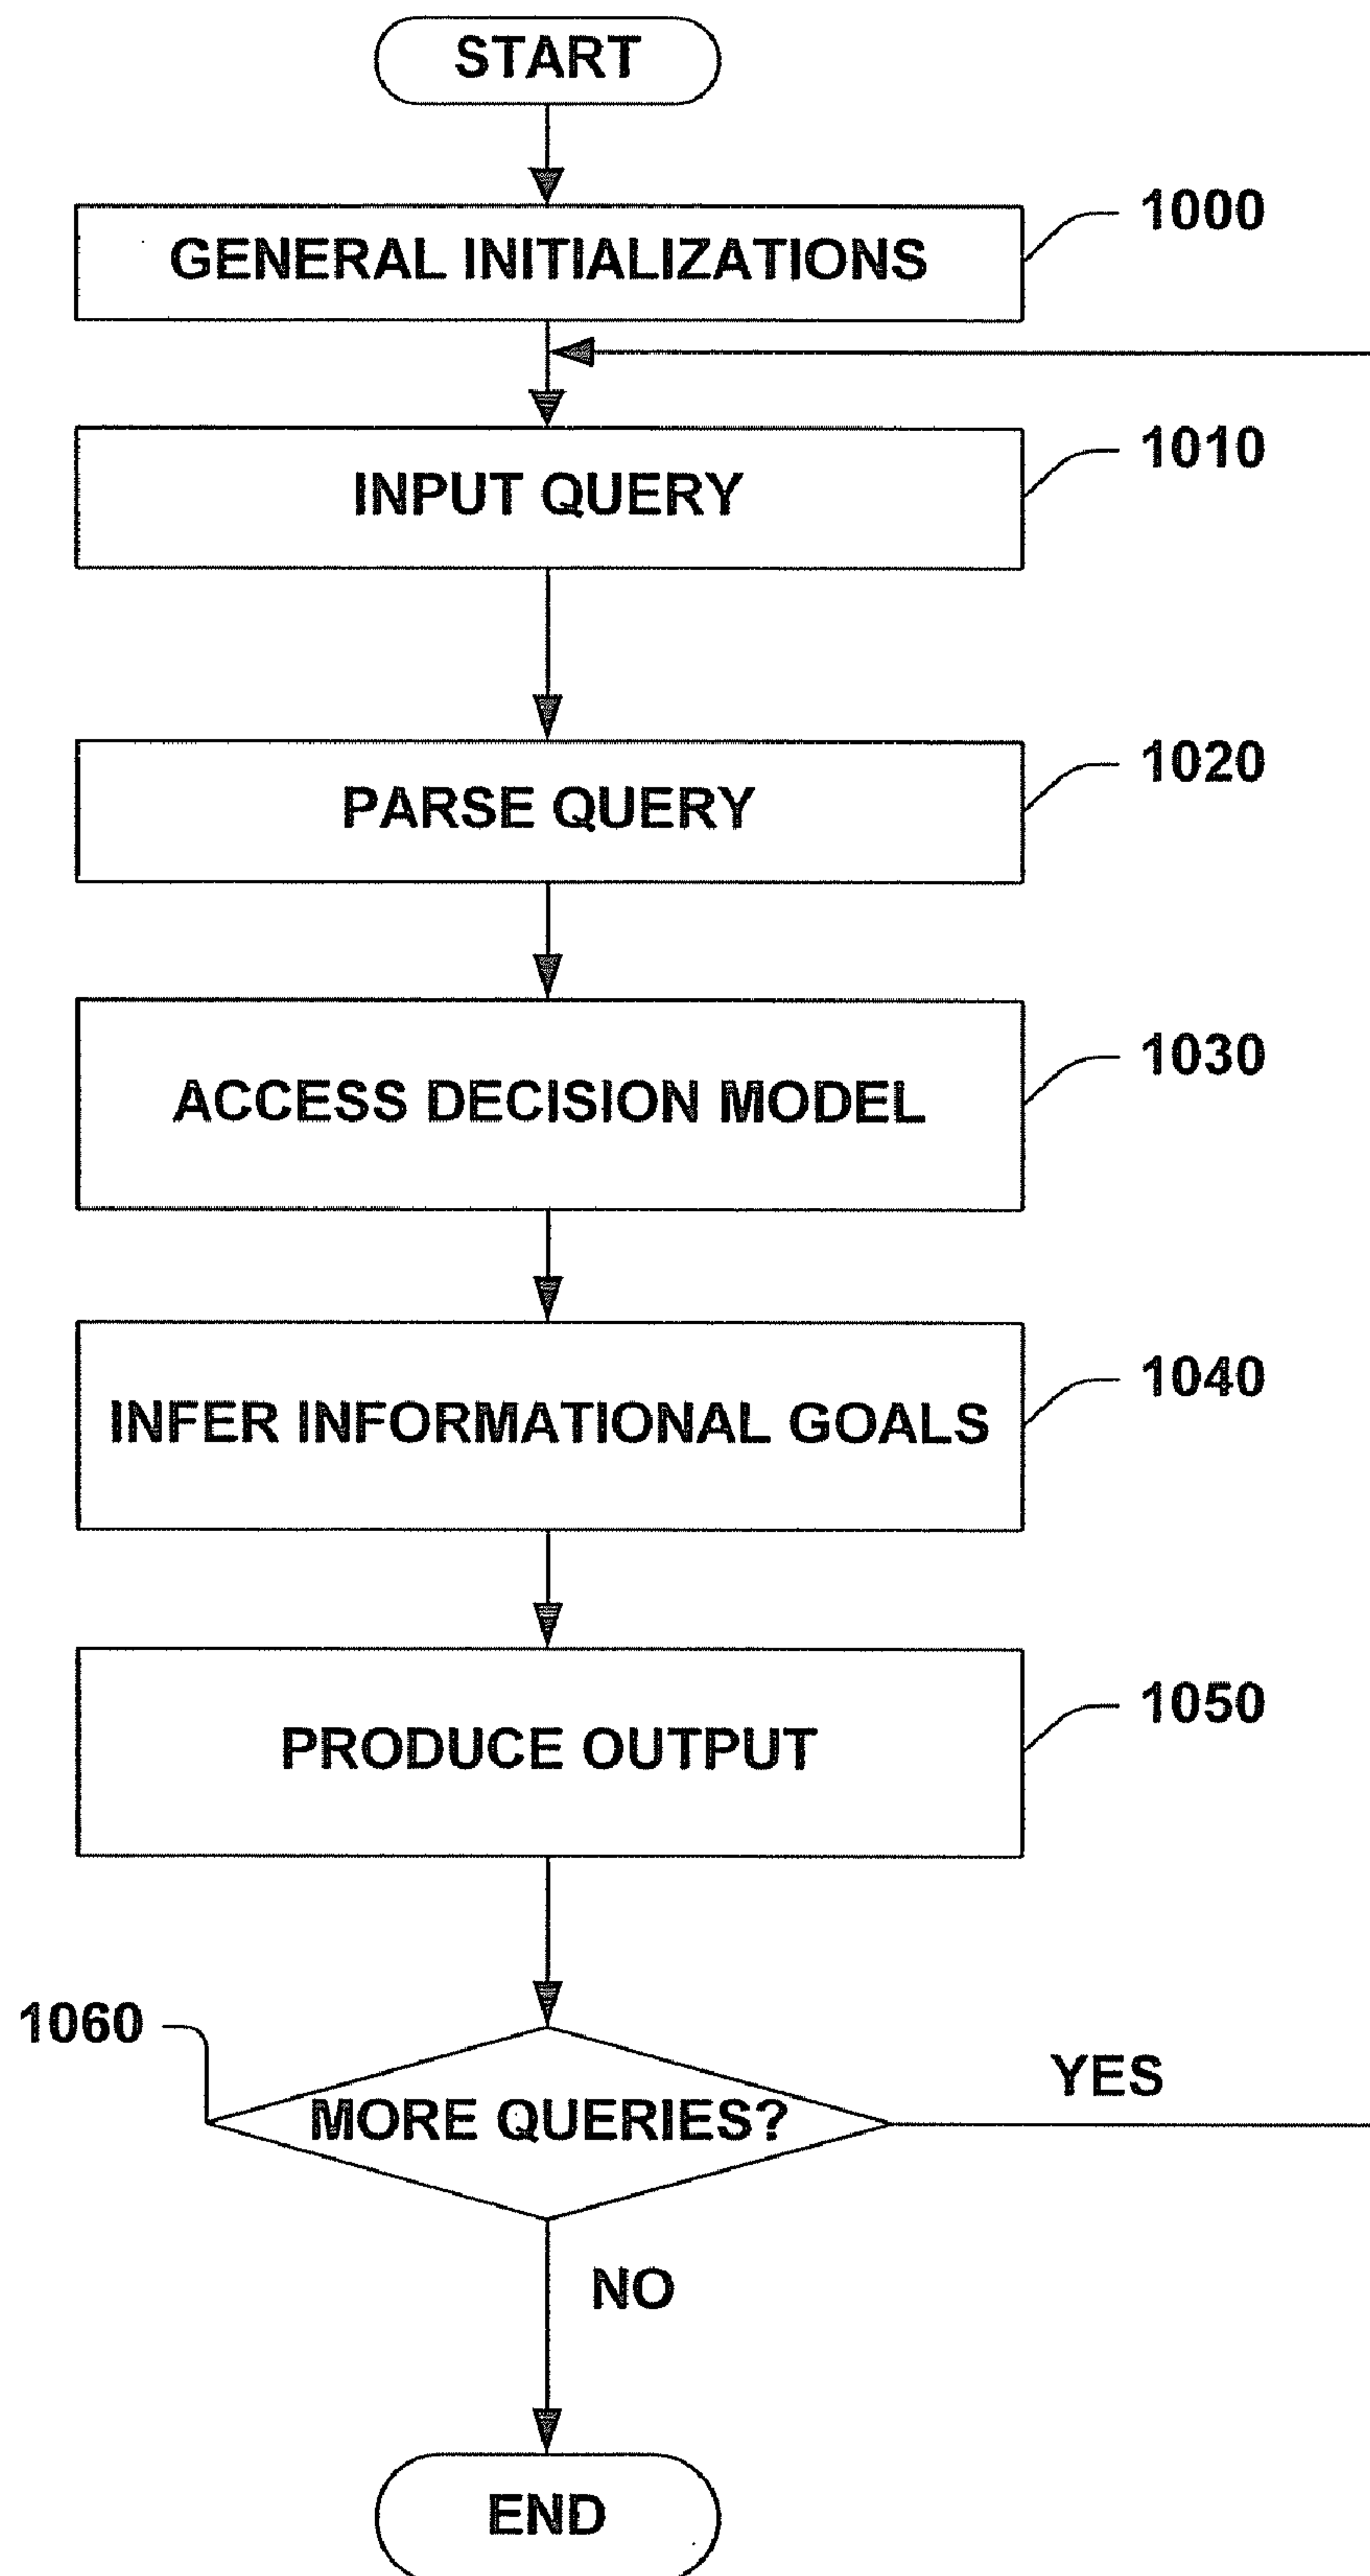 START
GENERAL INITIALIZATIONS
1000
INPUT QUERY
1010
PARSE QUERY
1020
ACCESS DECISION MODEL
1030
INFER INFORMATIONAL GOALS
1040
PRODUCE OUTPUT
1050
1060
MORE QUERIES?
YES
NO
END